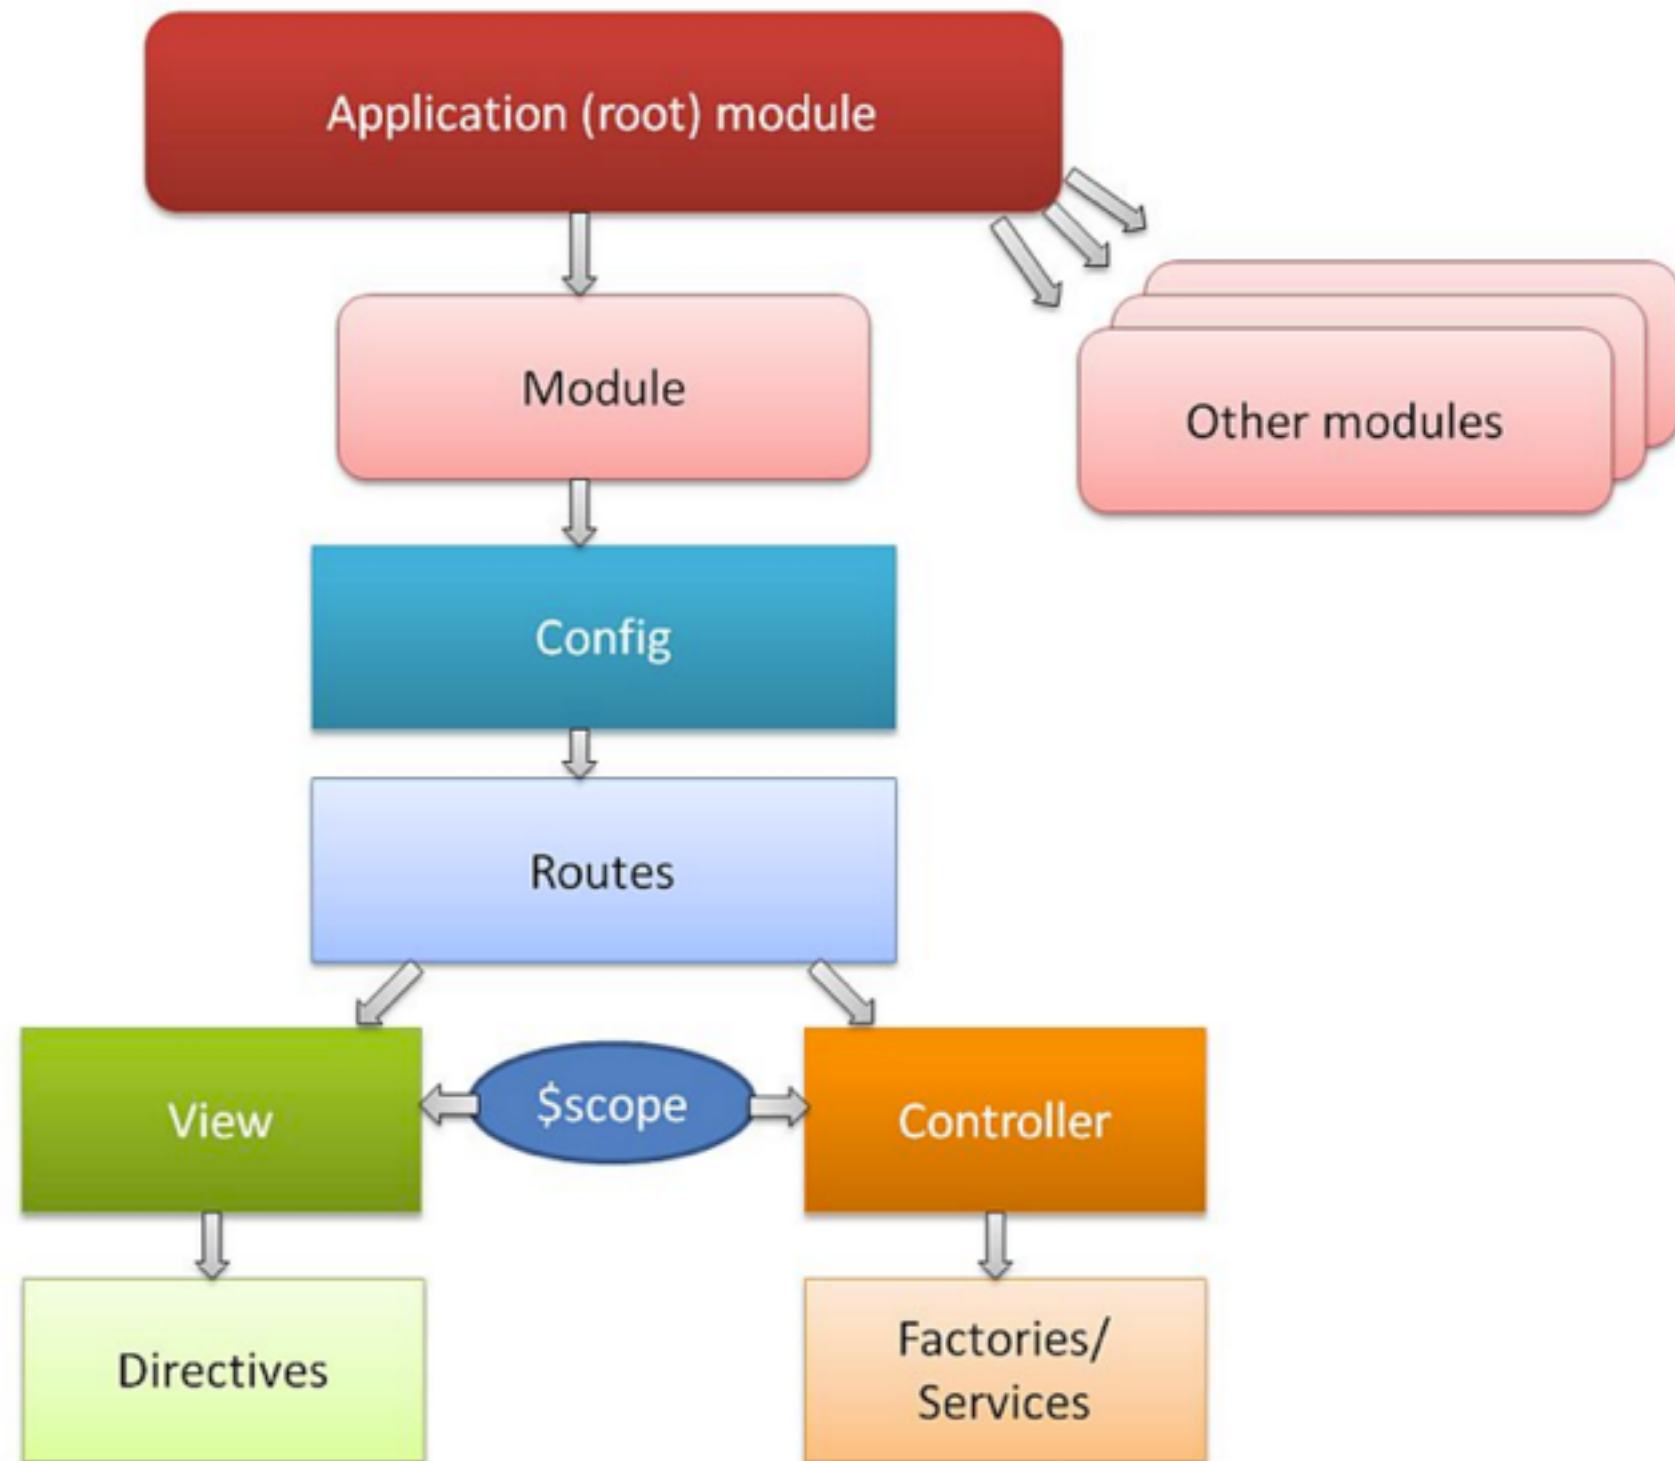 Application (root) module
Module
Other modules
Config
Routes
View
$scope
Controller
Directives
Factories/
Services